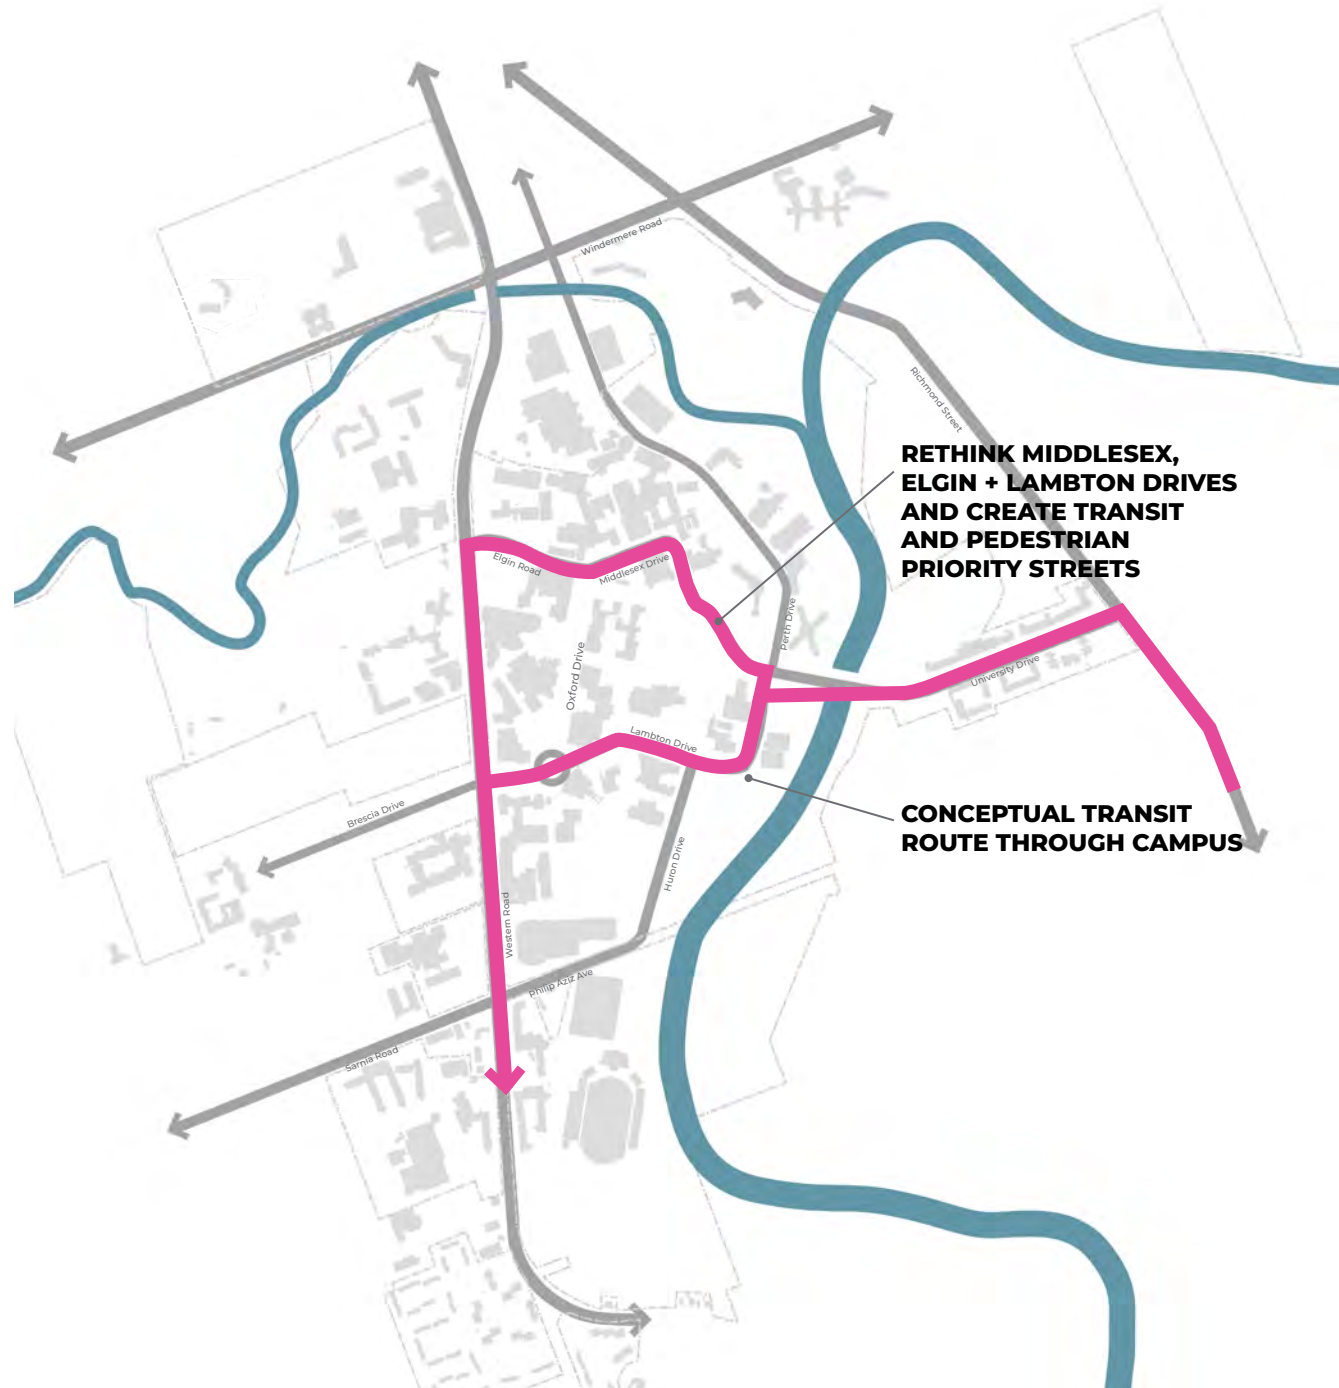 Windermere Road
Richmond Street
RETHINK MIDDLESEX,
ELGIN + LAMBTON DRIVES
AND CREATE TRANSIT
AND PEDESTRIAN
PRIORITY STREETS
Elgin Road
Middlesex Drive
Perth Drive
Oxford Drive
University Drive
Lambton Drive
CONCEPTUAL TRANSIT
ROUTE THROUGH CAMPUS
Brescia Drive
Huron Drive
Western Road
Philip Aziz Ave
Sarnia Road